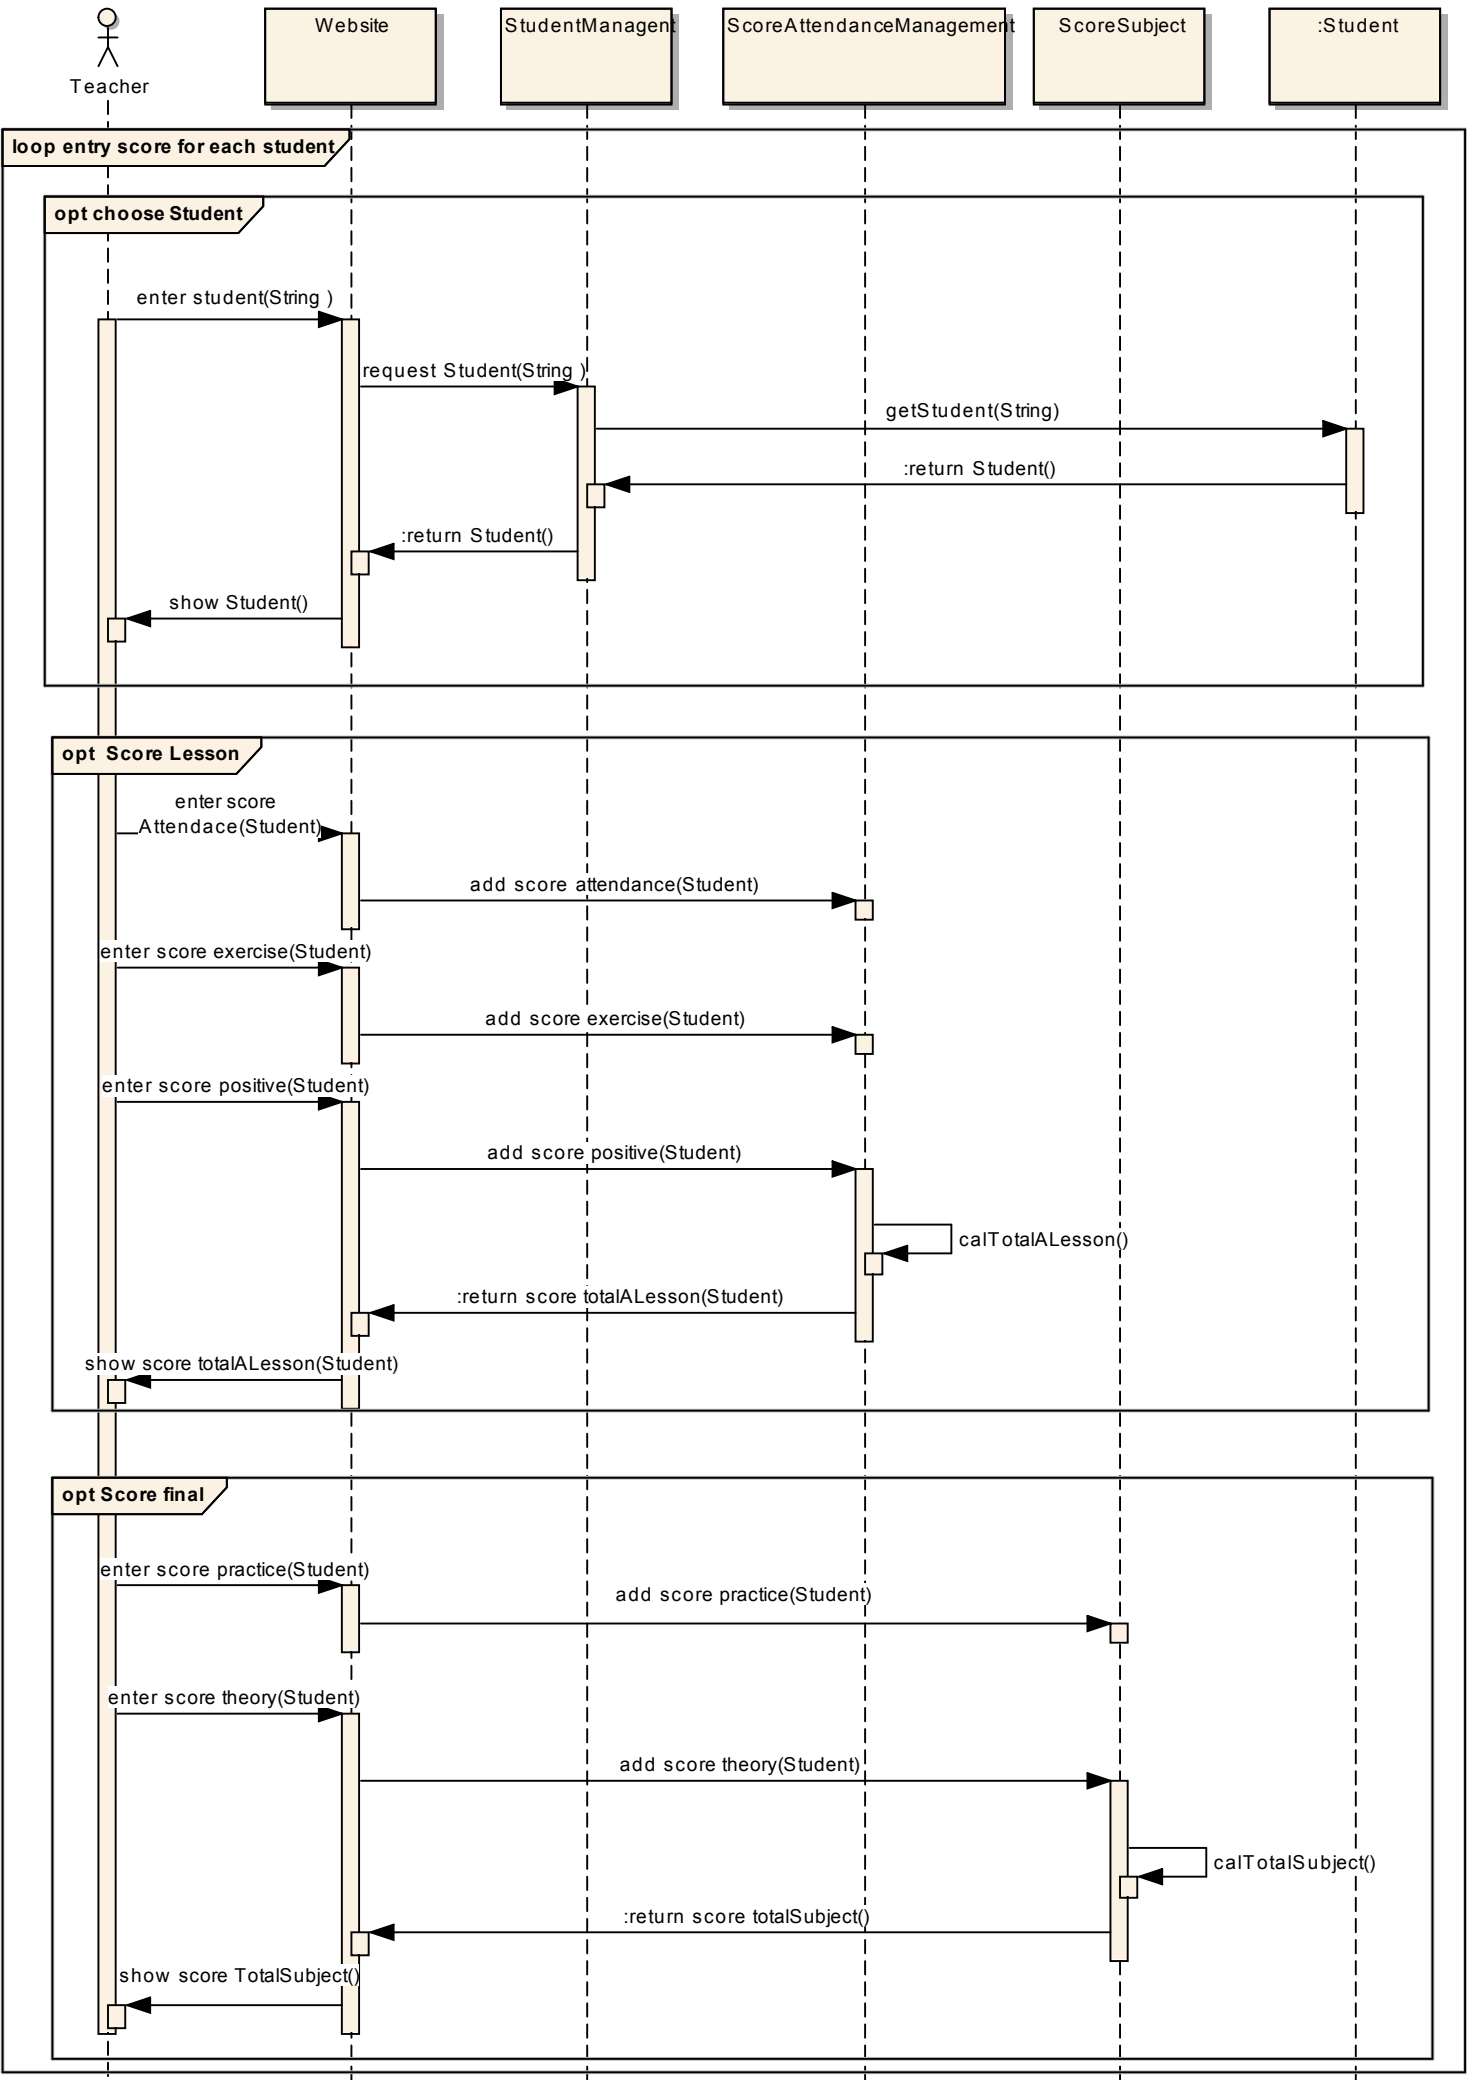 Teacher
Website
StudentManagent
ScoreAttendanceManagement
ScoreSubject
:Student
loop entry score for each student
opt choose Student
enter student(String )
request Student(String )
getStudent(String)
:return Student()
:return Student()
show Student()
opt Score Lesson
enter score
Attendace(Student)
add score attendance(Student)
enter score exercise(Student)
add score exercise(Student)
enter score positive(Student)
add score positive(Student)
calTotalALesson()
:return score totalALesson(Student)
show score totalALesson(Student)
opt Score final
enter score practice(Student)
add score practice(Student)
enter score theory(Student)
add score theory(Student)
calTotalSubject()
:return score totalSubject()
show score TotalSubject()